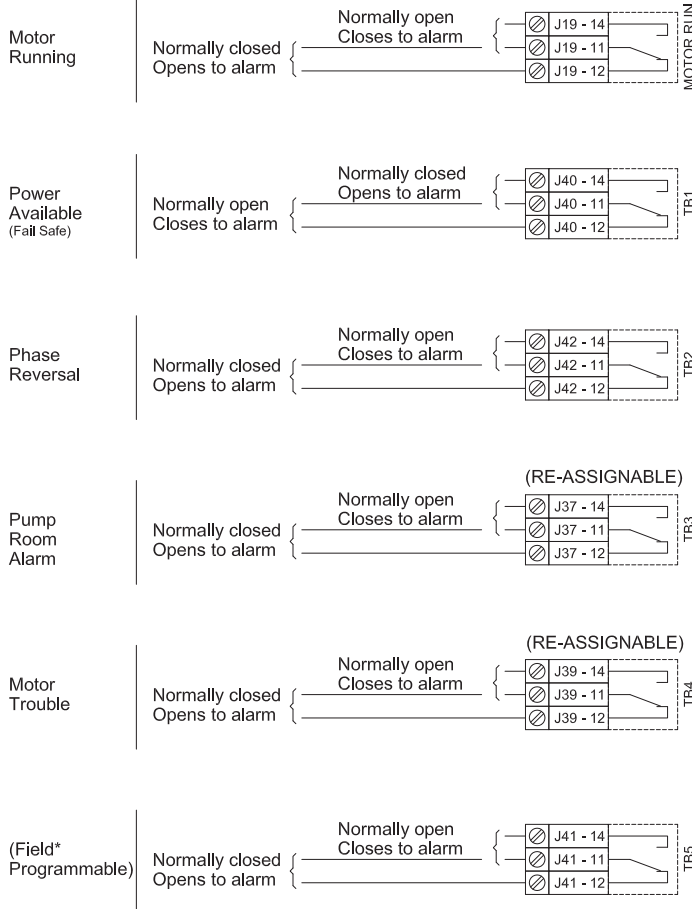 Motor
Running
Normally closed
Opens to alarm
Normally open
Closes to alarm
J19 - 14
J19 - 11
J19 - 12
MOTOR RUN
Power
Available
(Fail Safe)
Normally open
Closes to alarm
Normally closed
Opens to alarm
J40 - 14
J40 - 11
J40 - 12
TB1
Phase
Reversal
Normally closed
Opens to alarm
Normally open
Closes to alarm
J42 - 14
J42 - 11
J42 - 12
TB2
Pump
Room
Alarm
Normally closed
Opens to alarm
Normally open
Closes to alarm
(RE-ASSIGNABLE)
J37 - 14
J37 - 11
J37 - 12
TB3
Motor
Trouble
Normally closed
Opens to alarm
Normally open
Closes to alarm
(RE-ASSIGNABLE)
J39 - 14
J39 - 11
J39 - 12
TB4
(Field*
Programmable)
Normally closed
Opens to alarm
Normally open
Closes to alarm
J41 - 14
J41 - 11
J41 - 12
TB5